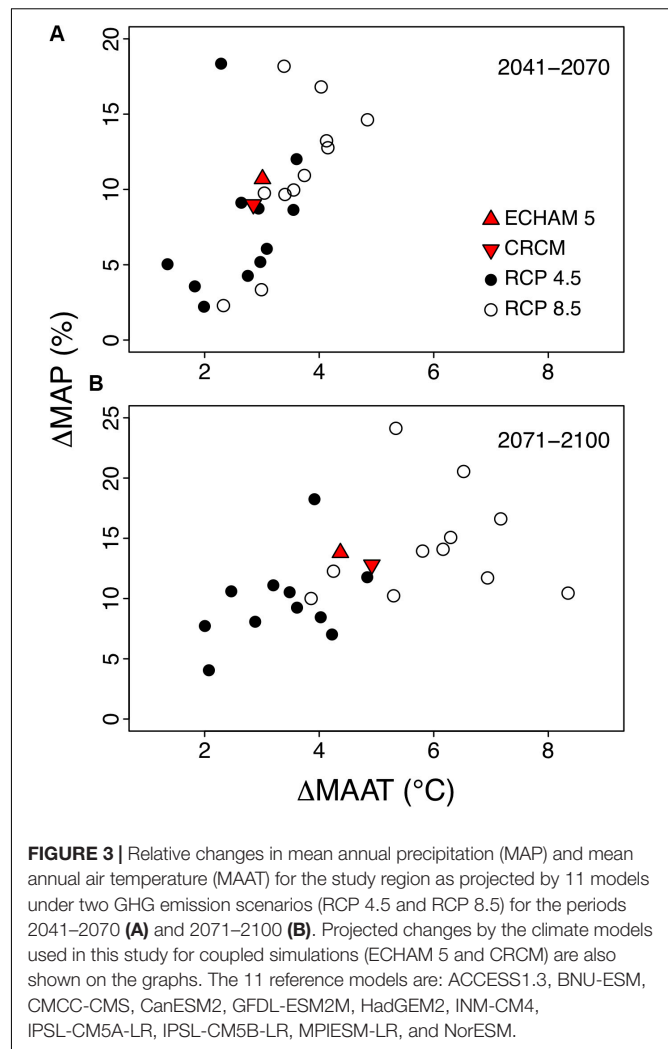 A
2041–2070
20
15
10
5
0
ECHAM 5
CRCM
RCP 4.5
RCP 8.5
2 4 6 8
ΔMAP (%)
B
2071–2100
25
20
15
10
5
0
2 4 6 8
ΔMAAT (°C)
FIGURE 3 | Relative changes in mean annual precipitation (MAP) and mean
annual air temperature (MAAT) for the study region as projected by 11 models
under two GHG emission scenarios (RCP 4.5 and RCP 8.5) for the periods
2041–2070 (A) and 2071–2100 (B). Projected changes by the climate models
used in this study for coupled simulations (ECHAM 5 and CRCM) are also
shown on the graphs. The 11 reference models are: ACCESS1.3, BNU-ESM,
CMCC-CMS, CanESM2, GFDL-ESM2M, HadGEM2, INM-CM4,
IPSL-CM5A-LR, IPSL-CM5B-LR, MPIESM-LR, and NorESM.